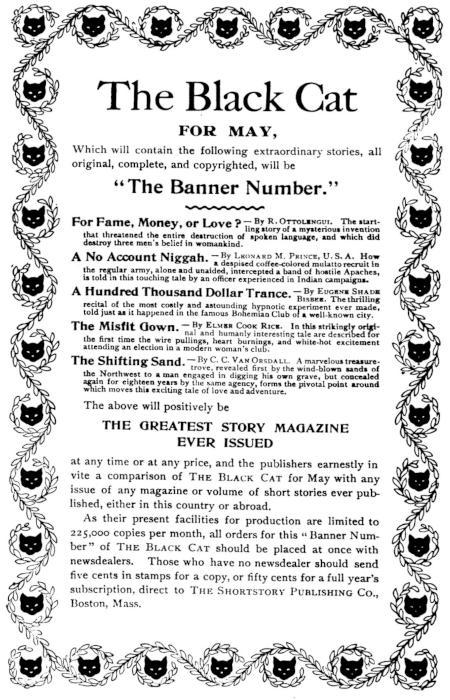 The Black Cat
FOR MAY,
Which will contain the following extraordinary stories, all
original, complete, and copyrighted, will be
"The Banner Number."
For Fame, Money, or Love? — By R. OTTOLENGUI. The start-
ling story of a mysterious invention
that threatened the entire destruction of spoken language, and which did
destroy three men's belief in womankind.
A No Account Niggah. — By LEONARD M. PRINCE, U. S. A. How
a despised coffee-colored mulatto recruit in
the regular army, alone and unaided, intercepted a band of hostile Apaches,
is told in this touching tale by an officer experienced in Indian campaigns.
A Hundred Thousand Dollar Trance. — By EUGENE SHADE
BISBEE. The thrilling
recital of the most costly and astounding hypnotic experiment ever made,
told just as it happened in the famous Bohemian Club of a well-known city.
The Misfit Gown. — By ELMER COOK RICE. In this strikingly origi-
nal and humanly interesting tale are described for
the first time the wire pullings, heart burnings, and white-hot excitement
attending an election in a modern woman's club.
The Shifting Sand. — By C. C. VAN ORSDALL. A marvelous treasure-
trove, revealed first by the wind-blown sands of
the Northwest to a man engaged in digging his own grave, but concealed
again for eighteen years by the same agency, forms the pivotal point around
which moves this exciting tale of love and adventure.
The above will positively be
THE GREATEST STORY MAGAZINE
EVER ISSUED
at any time or at any price, and the publishers earnestly in
vite a comparison of THE BLACK CAT for May with any
issue of any magazine or volume of short stories ever pub-
lished, either in this country or abroad.
As their present facilities for production are limited to
225,000 copies per month, all orders for this "Banner Num-
ber" of THE BLACK CAT should be placed at once with
newsdealers. Those who have no newsdealer should send
five cents in stamps for a copy, or fifty cents for a full year's
subscription, direct to THE SHORTSTORY PUBLISHING CO.,
Boston, Mass.